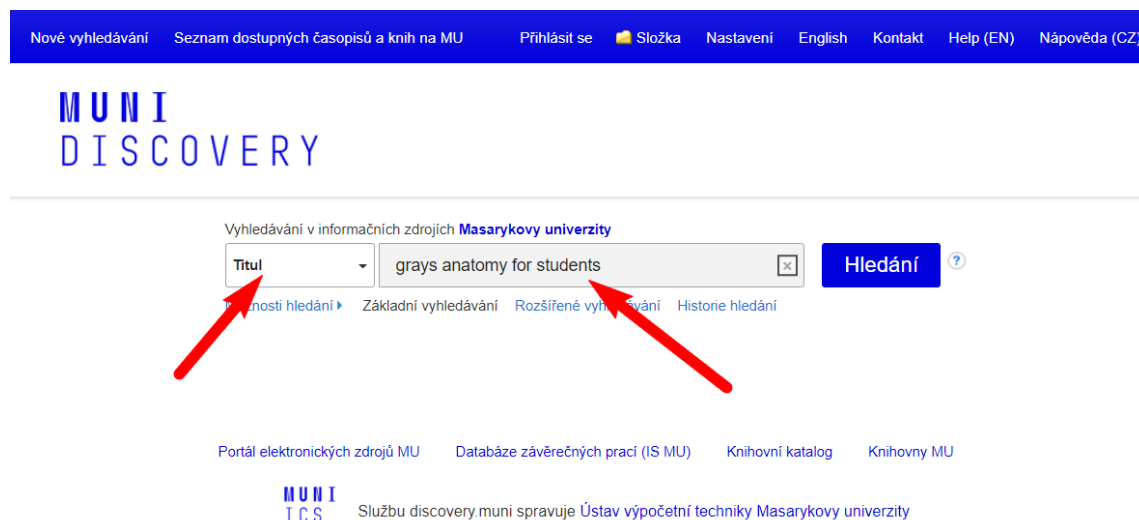 Nové vyhledávání Seznam dostupných časopisů a knih na MU Přihlásit se Složka Nastavení English Kontakt Help (EN) Nápověda (CZ)
MUNI
DISCOVERY
Vyhledávání v informačních zdrojích Masarykovy univerzity
Titul grays anatomy for students Hledání ?
hledání Základní vyhledávání Rozšířené Historie hledání
Portál elektronických zdrojů MU Databáze závěrečných prací (IS MU) Knihovní katalog Knihovny MU
MUNI
ICS
Službu discovery.muni spravuje Ústav výpočetní techniky Masarykovy univerzity